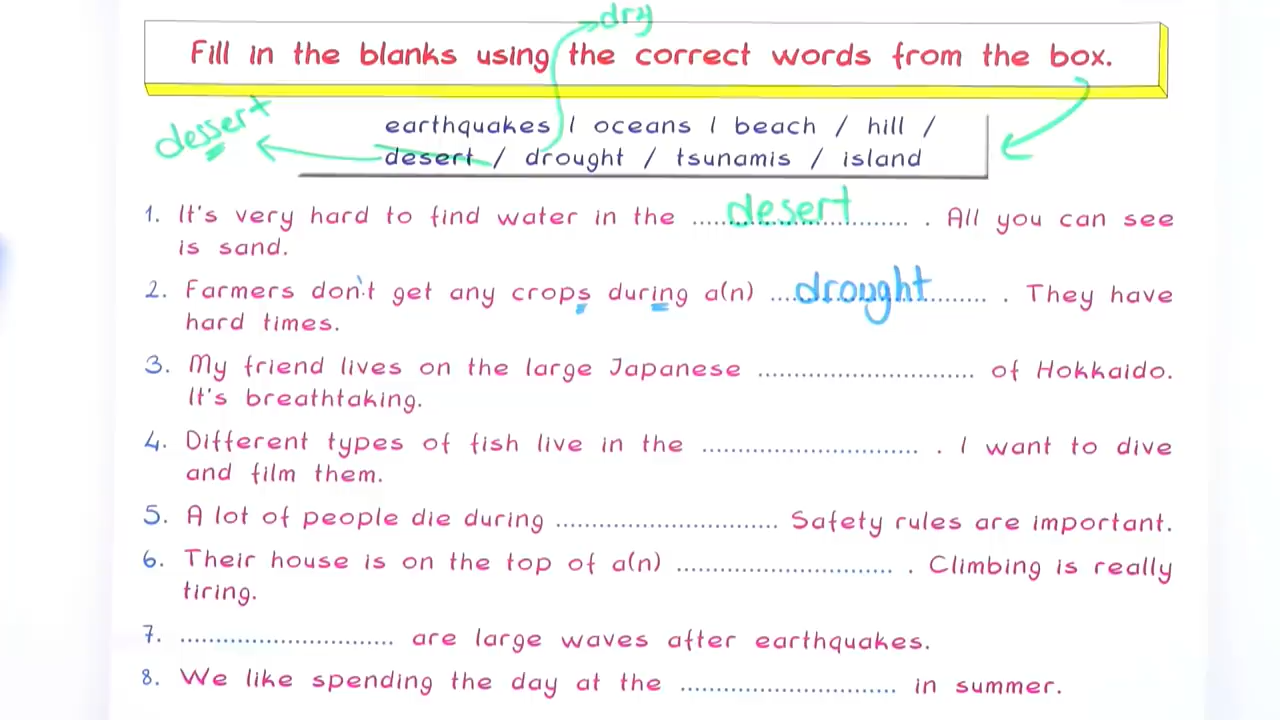 dry
Fill in the blanks using the correct words from the box.
dessert
earthquakes / oceans / beach / hill /
desert / drought / tsunamis / island
1. It's very hard to find water in the desert . All you can see
is sand.
2. Farmers don't get any crops during a(n) drought . They have
hard times.
3. My friend lives on the large Japanese .............................. of Hokkaido.
It's breathtaking.
4. Different types of fish live in the .............................. . I want to dive
and film them.
5. A lot of people die during .............................. Safety rules are important.
6. Their house is on the top of a(n) .............................. . Climbing is really
tiring.
7. .............................. are large waves after earthquakes.
8. We like spending the day at the .............................. in summer.